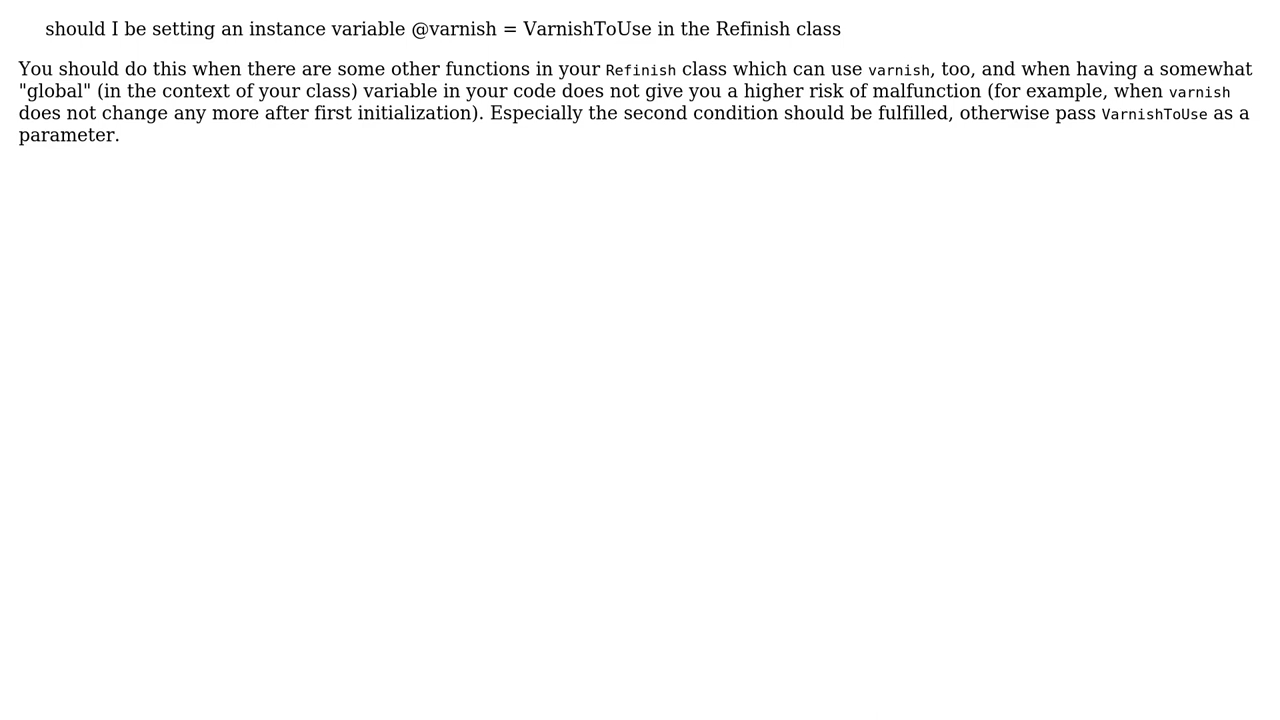 should I be setting an instance variable @varnish = VarnishToUse in the Refinish class
You should do this when there are some other functions in your Refinish class which can use varnish, too, and when having a somewhat
"global" (in the context of your class) variable in your code does not give you a higher risk of malfunction (for example, when varnish
does not change any more after first initialization). Especially the second condition should be fulfilled, otherwise pass VarnishToUse as a
parameter.